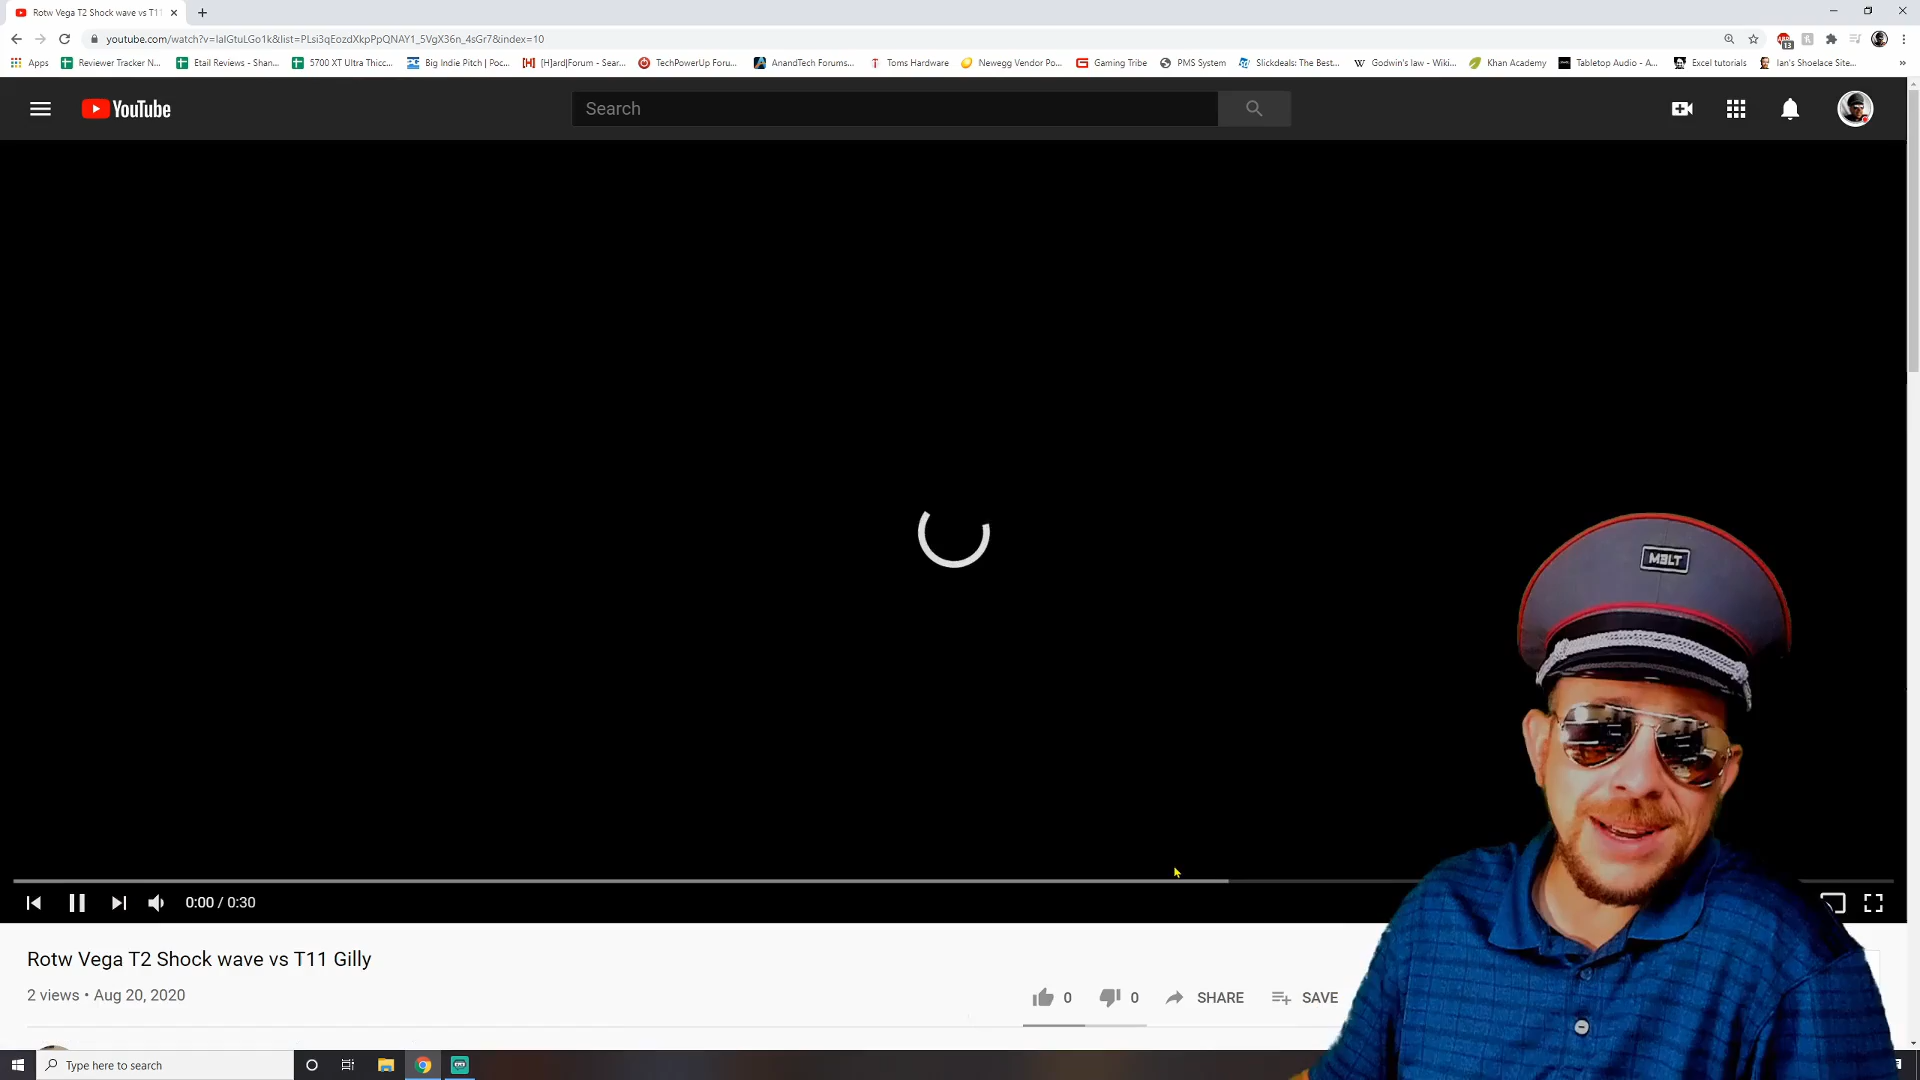 Rotw Vega T2 Shock wave vs T11
youtube.com/watch?v=IaIGtuLGo1k&list=PLsi3qEozdXkpPpQNAY1_5VgX36n_4sGr7&index=10
13
Apps Reviewer Tracker N... Etail Reviews - Shan... 5700 XT Ultra Thicc... Big Indie Pitch | Poc... [H]ard|Forum - Sear... TechPowerUp Foru... AnandTech Forums... Toms Hardware Newegg Vendor Po... Gaming Tribe PMS System Slickdeals: The Best... Godwin's law - Wiki... Khan Academy Tabletop Audio - A... Excel tutorials Ian's Shoelace Site... »
YouTube
Search
M3LT
0:00 / 0:30
Rotw Vega T2 Shock wave vs T11 Gilly
2 views • Aug 20, 2020
0 0 SHARE SAVE
Type here to search